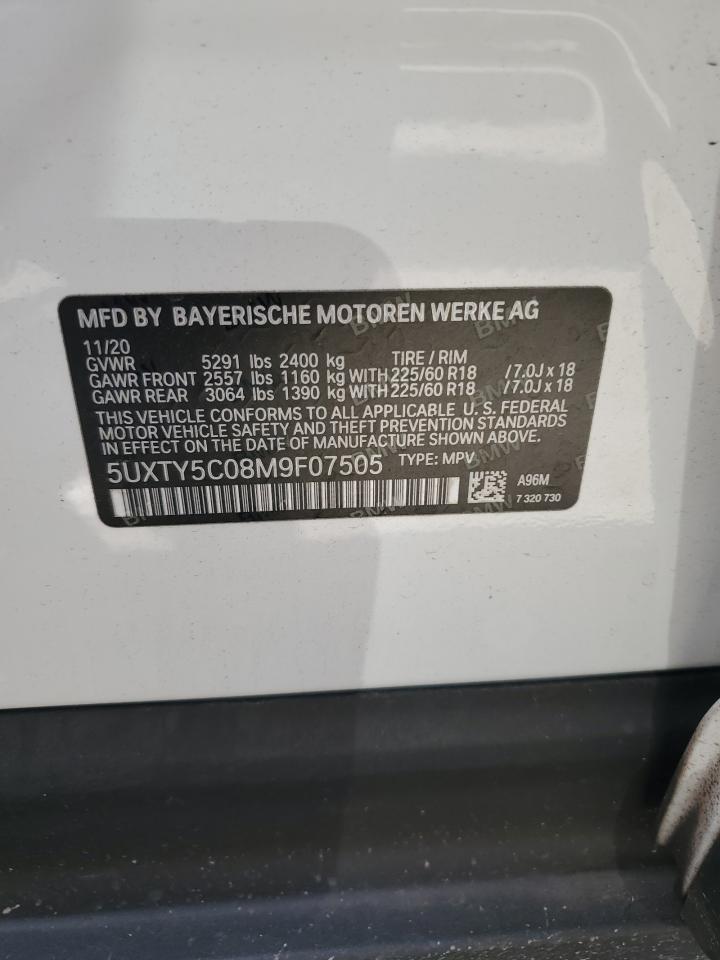 MFD BY BAYERISCHE MOTOREN WERKE AG
11/20
GVWR 5291 lbs 2400 kg TIRE / RIM
GAWR FRONT 2557 lbs 1160 kg WITH 225/60 R18 /7.0J x 18
GAWR REAR 3064 lbs 1390 kg WITH 225/60 R18 /7.0J x 18
THIS VEHICLE CONFORMS TO ALL APPLICABLE U. S. FEDERAL
MOTOR VEHICLE SAFETY AND THEFT PREVENTION STANDARDS
IN EFFECT ON THE DATE OF MANUFACTURE SHOWN ABOVE.
5UXTY5C08M9F07505 TYPE: MPV
A96M
7 320 730